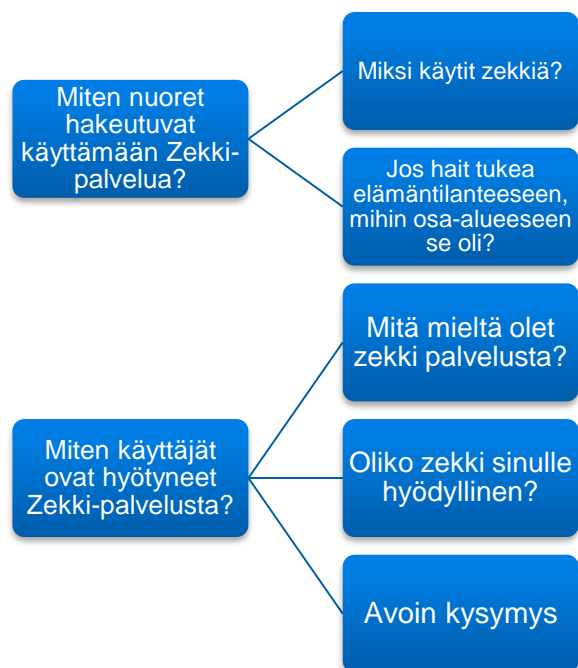 Miten nuoret
hakeutuvat
käyttämään Zekki-
palvelua?
Miksi käytit zekkiä?
Jos hait tukea
elämäntilanteeseen,
mihin osa-alueeseen
se oli?
Miten käyttäjät
ovat hyötyneet
Zekki-palvelusta?
Mitä mieltä olet
zekki palvelusta?
Oliko zekki sinulle
hyödyllinen?
Avoin kysymys